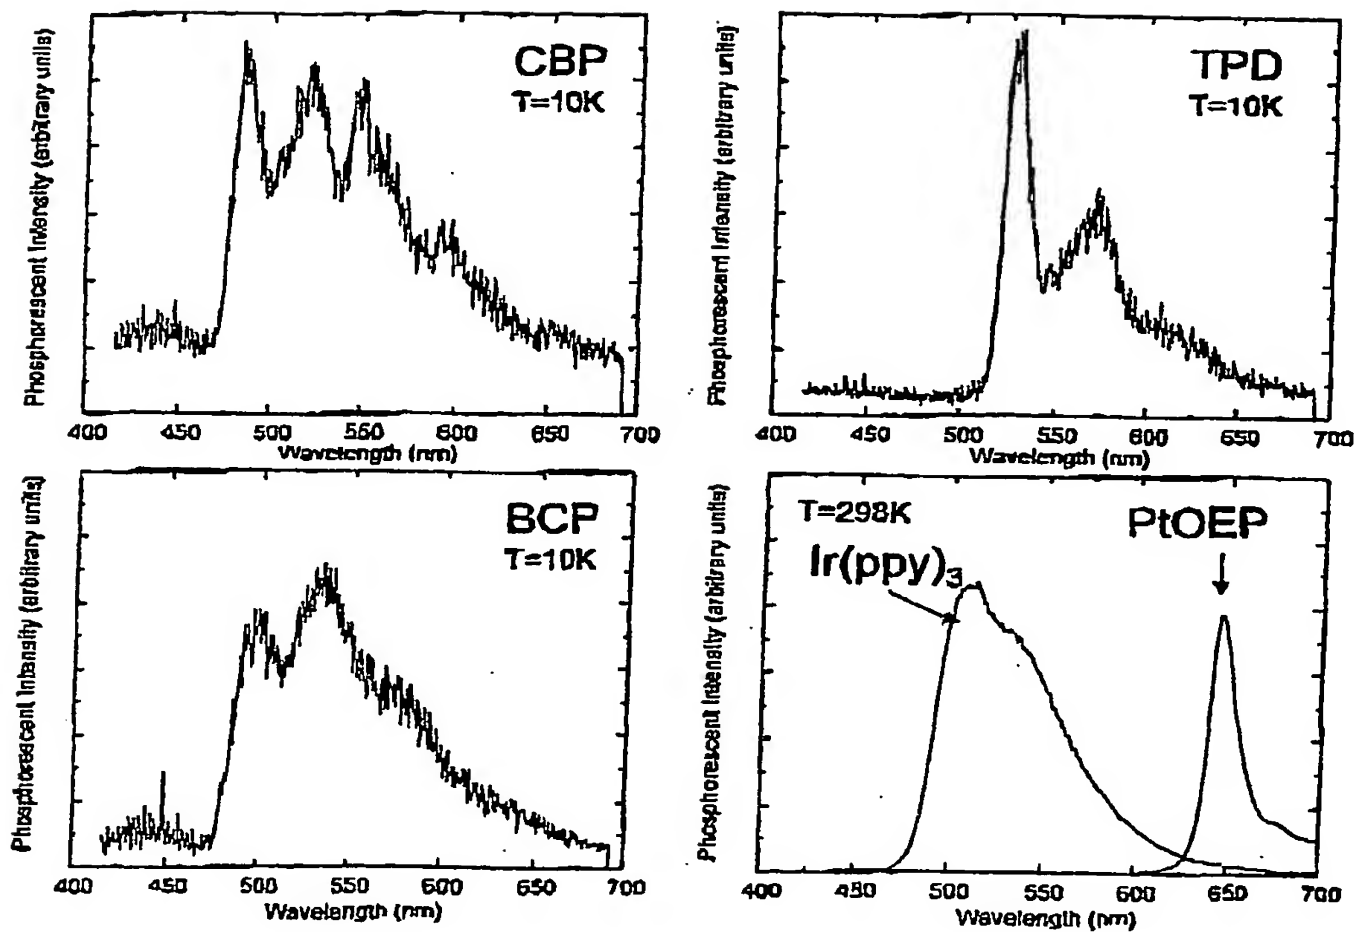 Phosphorescent Intensity (arbitrary units)
CBP
T=10K
400 450 500 550 600 650 700
Wavelength (nm)
Phosphorescent Intensity (arbitrary units)
TPD
T=10K
400 450 500 550 600 650 700
Wavelength (nm)
Phosphorescent Intensity (arbitrary units)
BCP
T=10K
400 450 500 550 600 650 700
Wavelength (nm)
Phosphorescent Intensity (arbitrary units)
T=298K
PtOEP
Ir(ppy)3
400 450 500 550 600 650 700
Wavelength (nm)